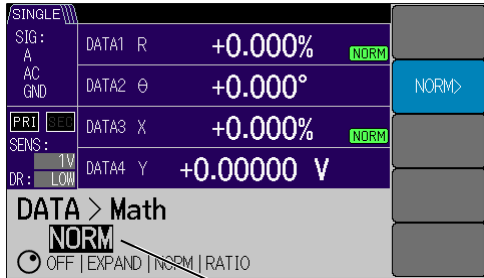 SINGLE
SIG:
A
AC
GND
PRI SEC
SENS:
1V
DR: LOW
DATA1 R +0.000% NORM
DATA2 θ +0.000°
DATA3 X +0.000% NORM
DATA4 Y +0.00000 V
NORM>
DATA > Math
NORM
OFF | EXPAND | NORM | RATIO